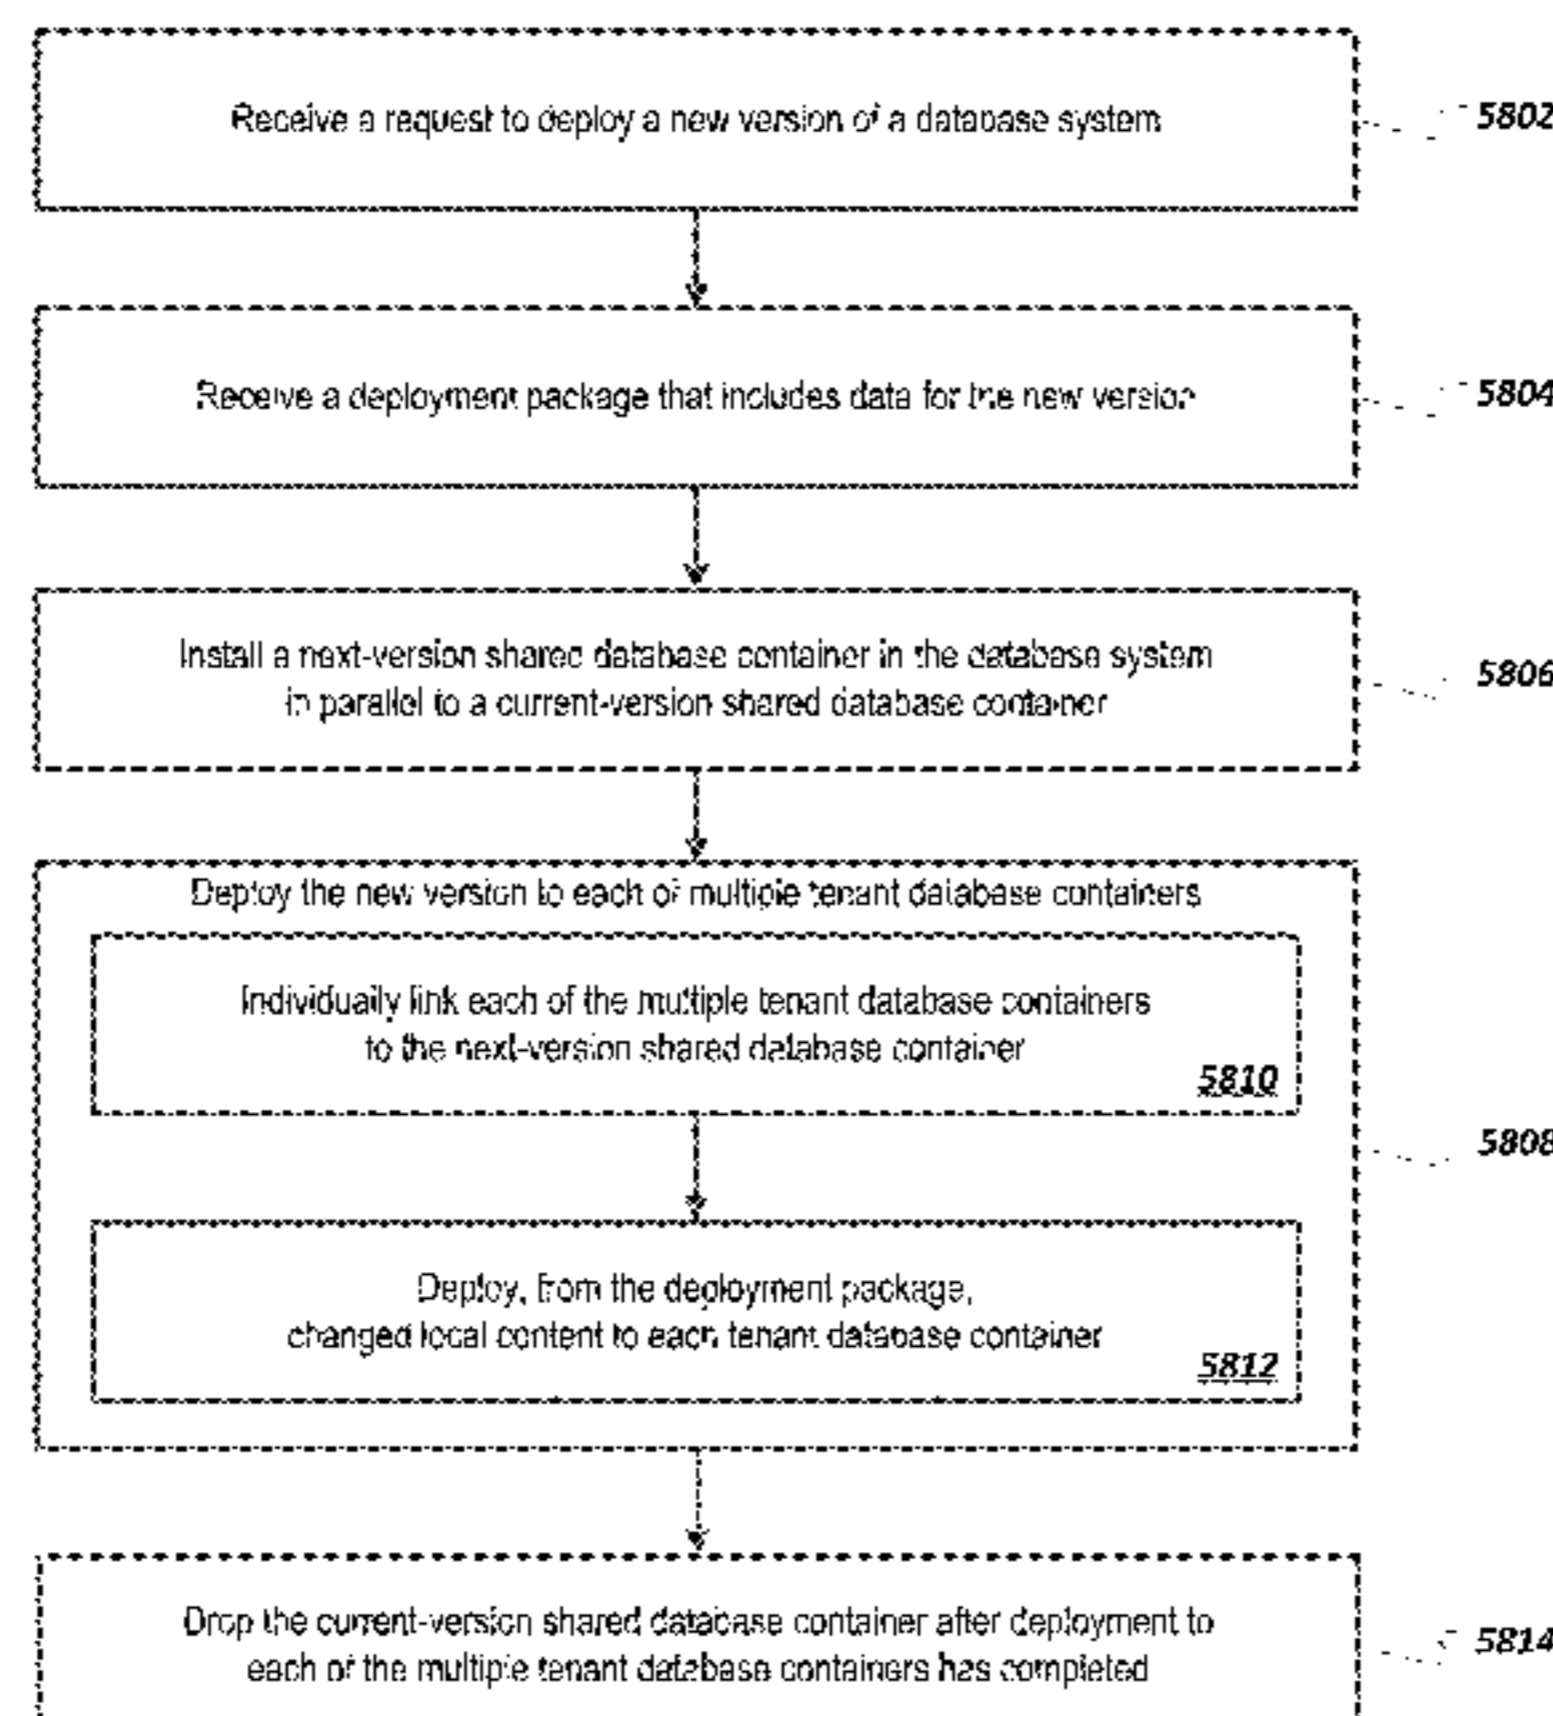 Receive a request to deploy a new version of a database system
5802
Receive a deployment package that includes data for the new version
5804
Install a next-version shared database container in the database system
in parallel to a current-version shared database container
5806
Deploy the new version to each of multiple tenant database containers
Individually link each of the multiple tenant database containers
to the next-version shared database container
5810
5808
Deploy, from the deployment package,
changed local content to each tenant database container
5812
Drop the current-version shared database container after deployment to
each of the multiple tenant database containers has completed
5814